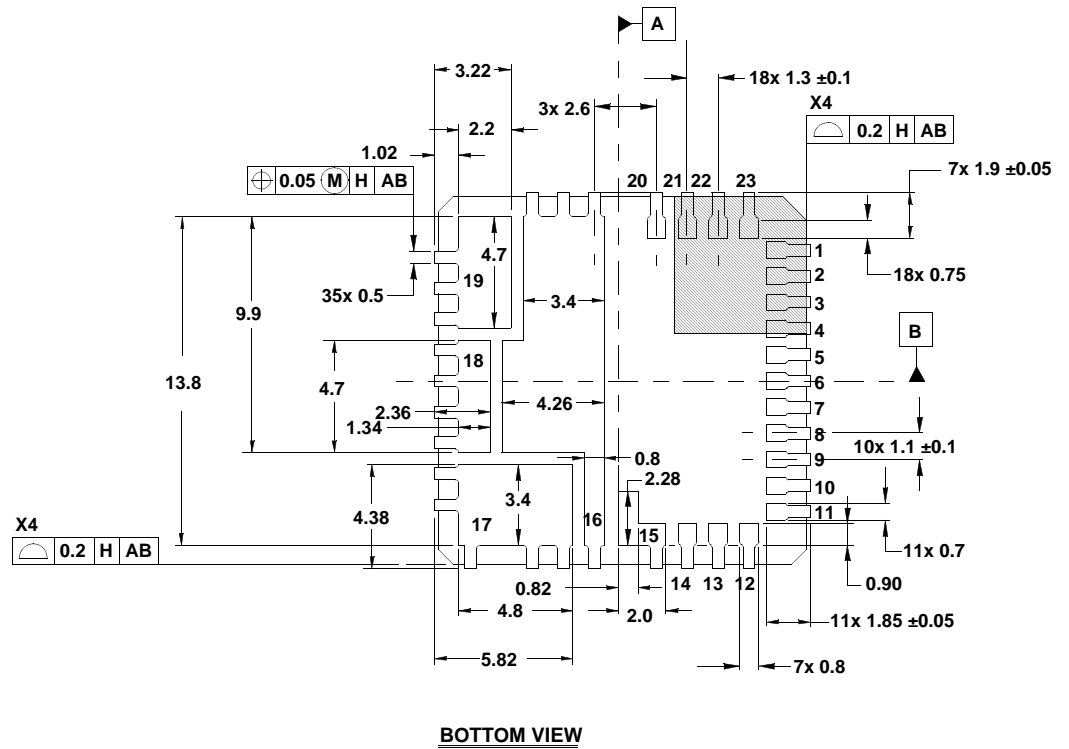 A
3.22
18x 1.3 ±0.1
3x 2.6
X4
2.2
0.2 H AB
1.02
7x 1.9 ±0.05
0.05 M H AB
20 21 22 23
1
4.7
2
18x 0.75
19
35x 0.5
3.4
3
9.9
4
B
5
18
13.8
6
4.7
4.26
2.36
7
1.34
8
10x 1.1 ±0.1
0.8
9
2.28
10
3.4
11
4.38
17
16
X4
15
0.2 H AB
11x 0.7
14 13 12
0.82
0.90
4.8
2.0
11x 1.85 ±0.05
5.82
7x 0.8
BOTTOM VIEW